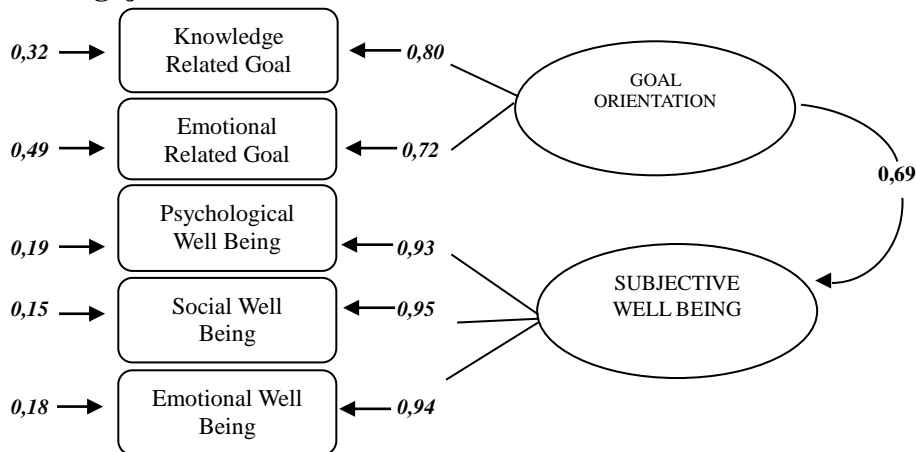 0,32
Knowledge
Related Goal
0,80
GOAL
ORIENTATION
0,49
Emotional
Related Goal
0,72
0,69
0,19
Psychological
Well Being
0,93
SUBJECTIVE
WELL BEING
0,15
Social Well
Being
0,95
0,18
Emotional Well
Being
0,94